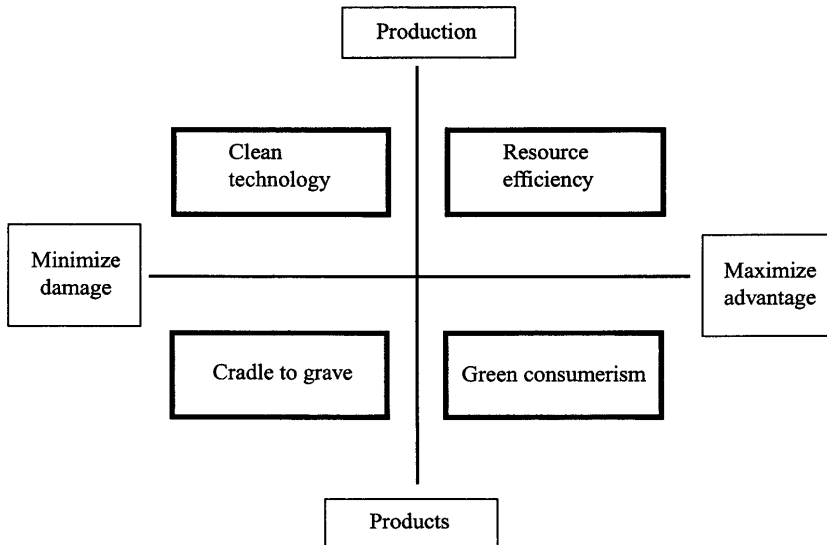 Production
Clean
technology
Resource
efficiency
Minimize
damage
Maximize
advantage
Cradle to grave
Green consumerism
Products